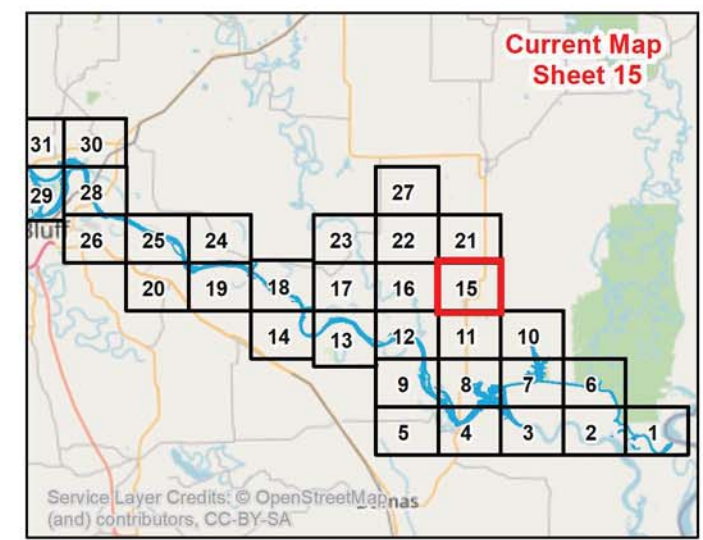 Current Map
Sheet 15
31 30
29 28 27
Bluff 26 25 24 23 22 21
20 19 18 17 16 15
14 13 12 11 10
9 8 7 6
5 4 3 2 1
Service Layer Credits: © OpenStreetMap
(and) contributors, CC-BY-SA